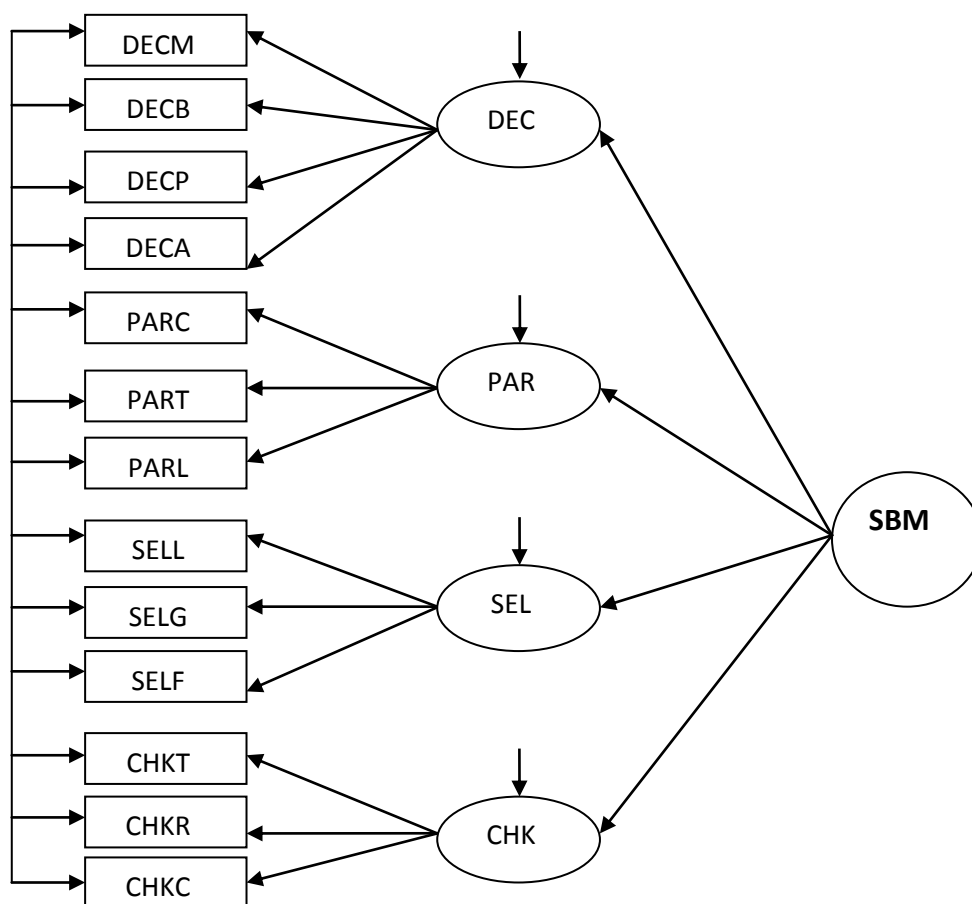 DECM
DECB
DECP
DECA
PARC
PART
PARL
SELL
SELG
SELF
CHKT
CHKR
CHKC
DEC
PAR
SEL
CHK
SBM